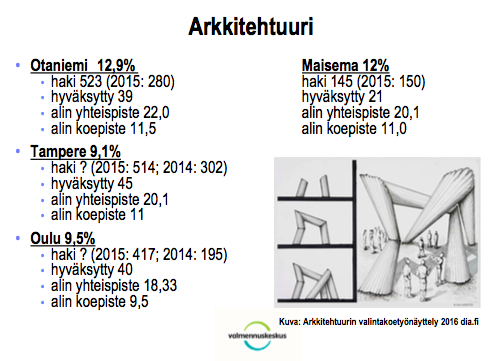 Arkkitehtuuri
Otaniemi 12,9%
haki 523 (2015: 280)
hyväksytty 39
alin yhteispiste 22,0
alin koepiste 11,5
Tampere 9,1%
haki ? (2015: 514; 2014: 302)
hyväksytty 45
alin yhteispiste 20,1
alin koepiste 11
Oulu 9,5%
haki ? (2015: 417; 2014: 195)
hyväksytty 40
alin yhteispiste 18,33
alin koepiste 9,5
Maisema 12%
haki 145 (2015: 150)
hyväksytty 21
alin yhteispiste 20,1
alin koepiste 11,0
Kuva: Arkkitehtuurin valintakoetyönäyttely 2016 dia.fi
valmennuskeskus